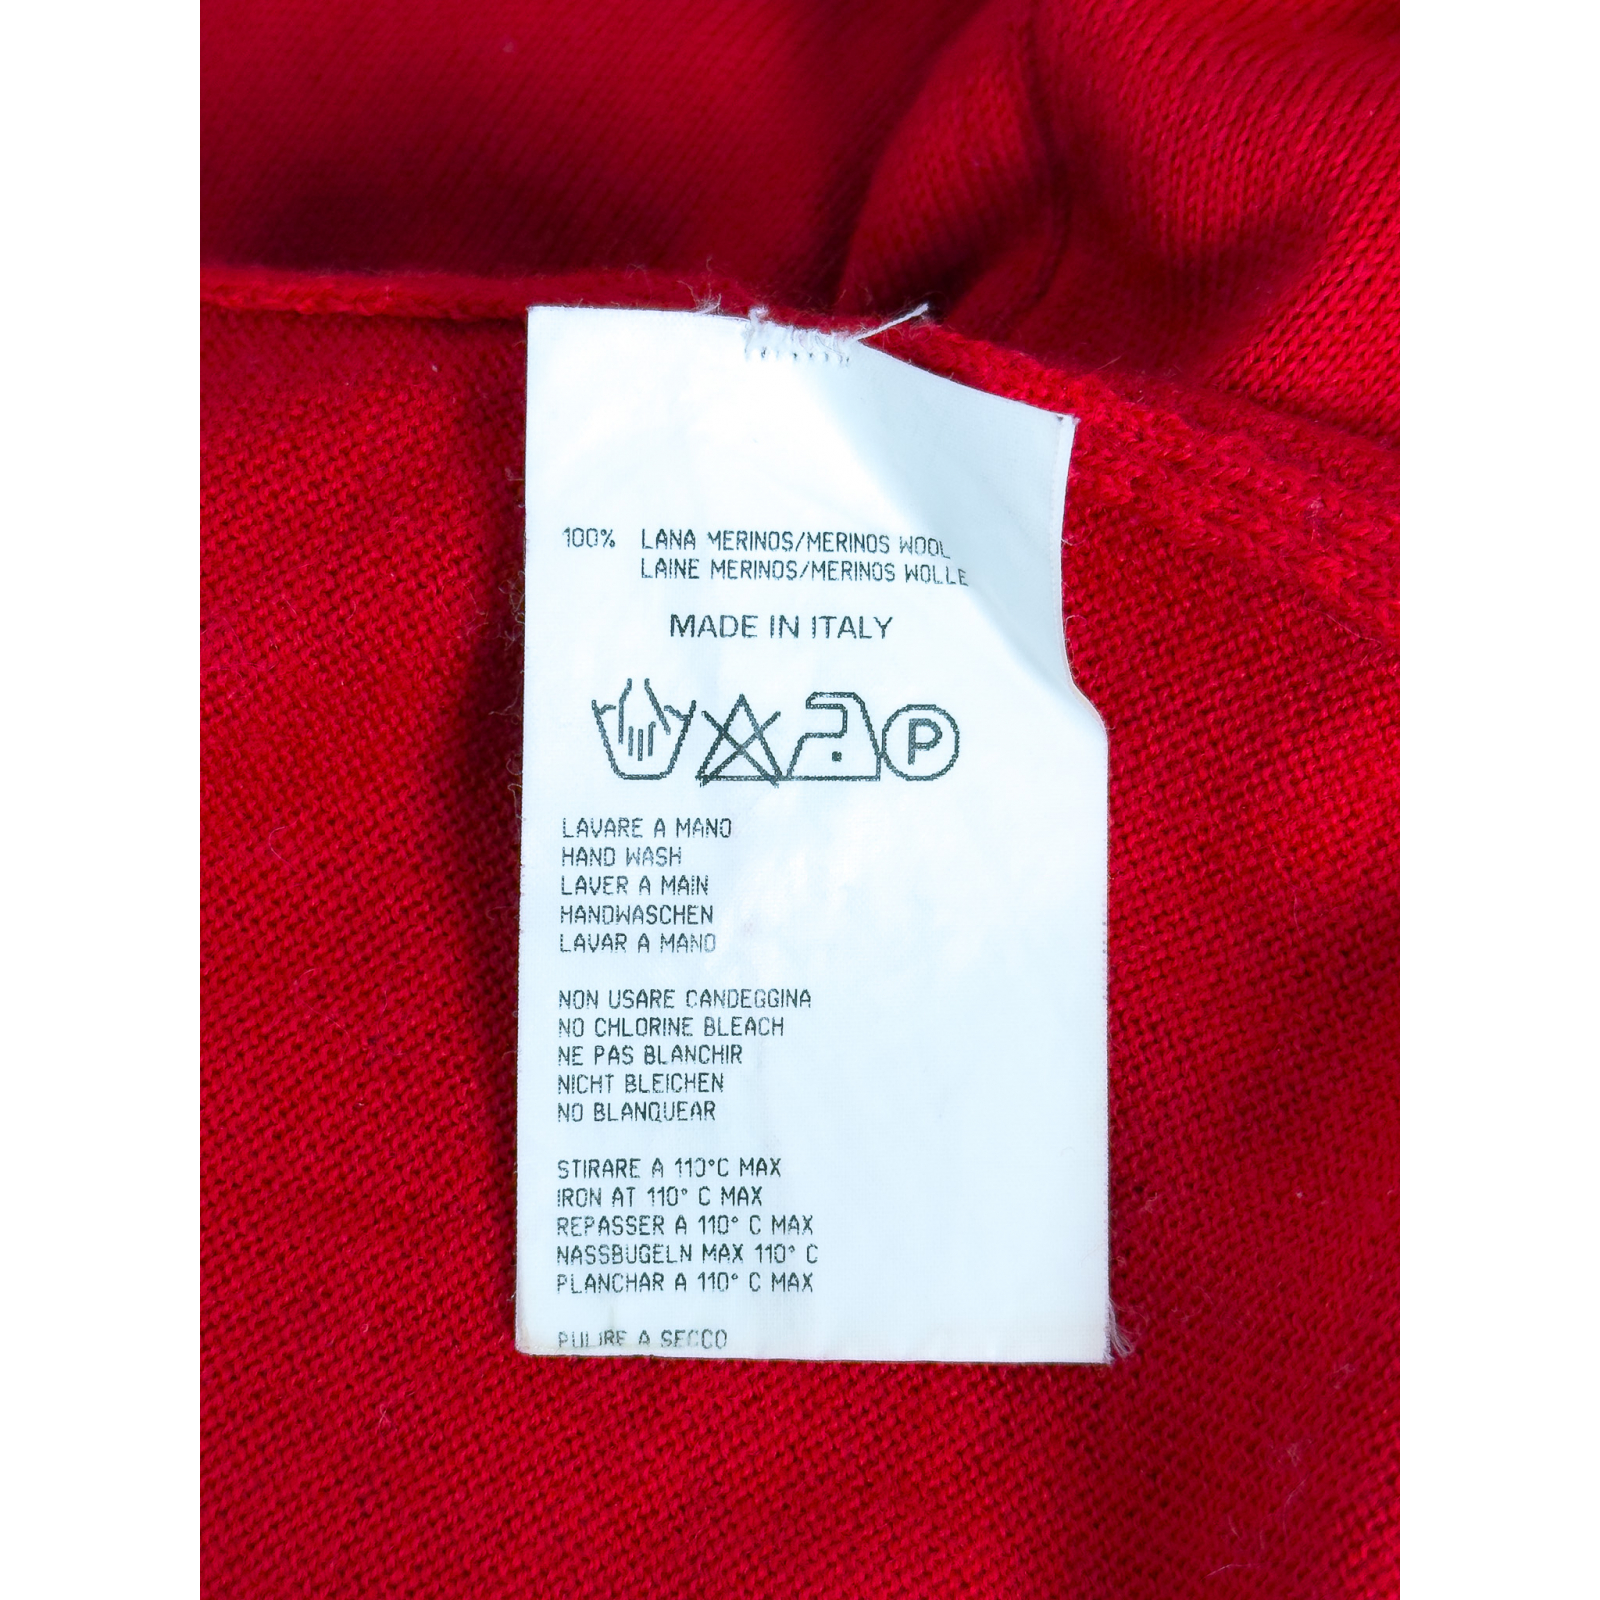 100% LANA MERINOS/MERINOS WOOL
LAINE MERINOS/MERINOS WOLLE
MADE IN ITALY
P
LAVARE A MANO
HAND WASH
LAVER A MAIN
HANDWASCHEN
LAVAR A MANO
NON USARE CANDEGGINA
NO CHLORINE BLEACH
NE PAS BLANCHIR
NICHT BLEICHEN
NO BLANQUEAR
STIRARE A 110°C MAX
IRON AT 110° C MAX
REPASSER A 110° C MAX
NASSBUGELN MAX 110° C
PLANCHAR A 110° C MAX
PULIRE A SECCO